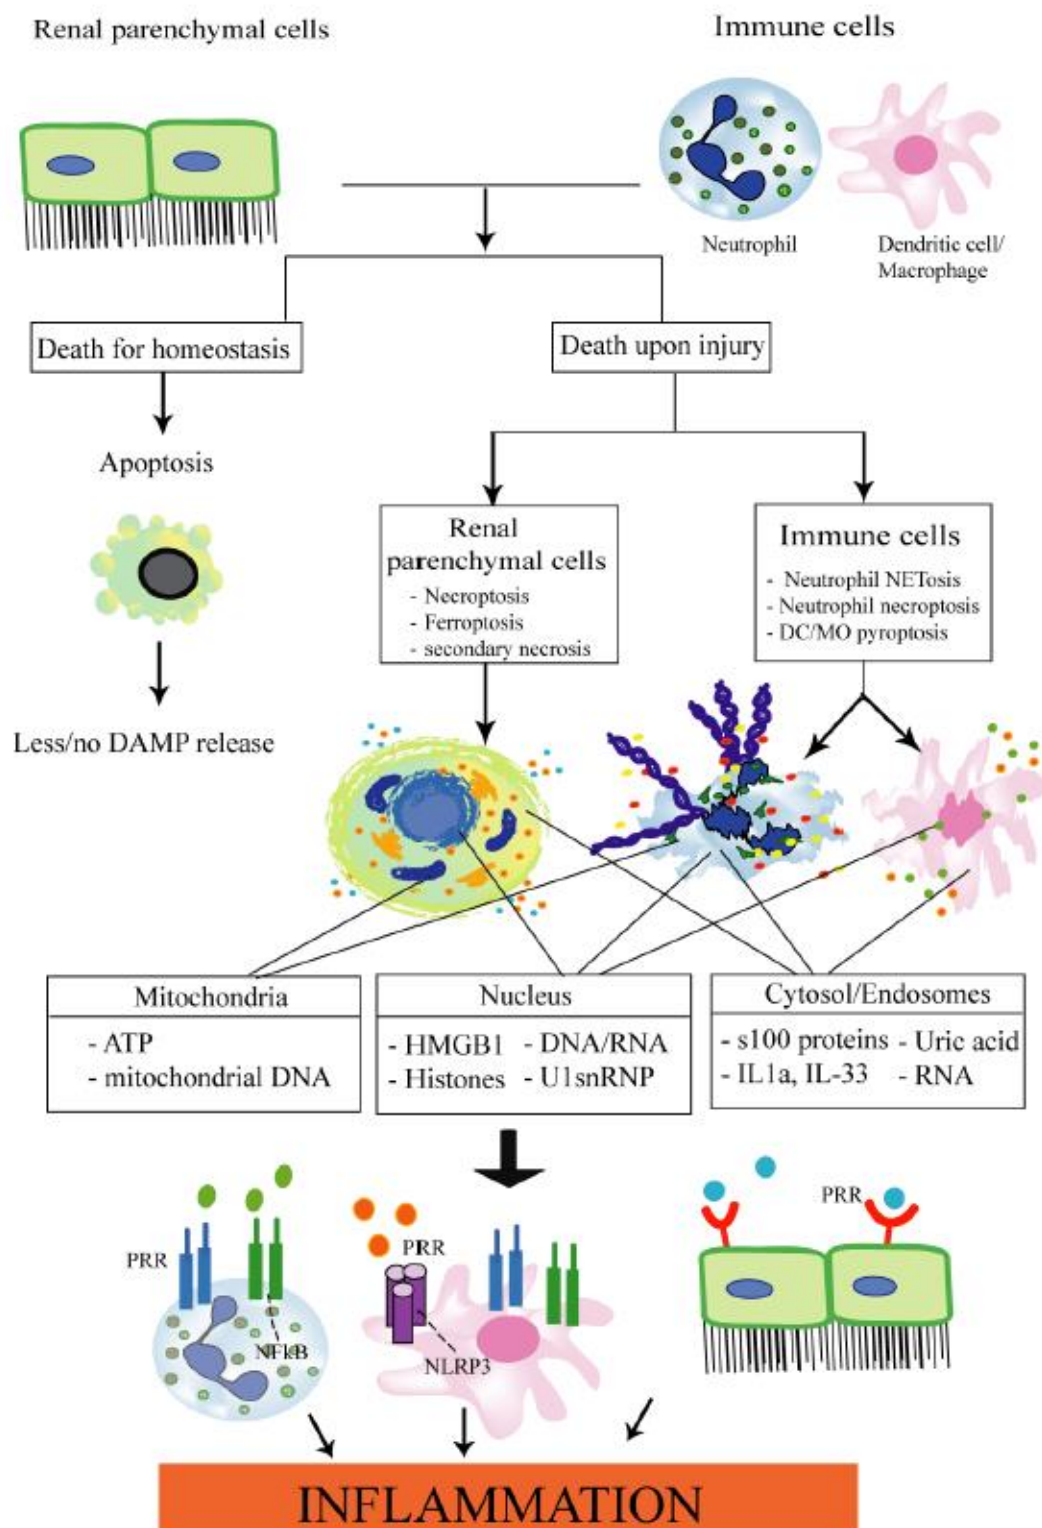 Renal parenchymal cells
Immune cells
Neutrophil
Dendritic cell/
Macrophage
Death for homeostasis
Death upon injury
Apoptosis
Renal
parenchymal cells
- Necroptosis
- Ferroptosis
- secondary necrosis
Immune cells
- Neutrophil NETosis
- Neutrophil necroptosis
- DC/MO pyroptosis
Less/no DAMP release
Mitochondria
- ATP
- mitochondrial DNA
Nucleus
- HMGB1 - DNA/RNA
- Histones - U1snRNP
Cytosol/Endosomes
- s100 proteins - Uric acid
- IL1a, IL-33 - RNA
PRR
NFkB
PRR
NLRP3
PRR
INFLAMMATION